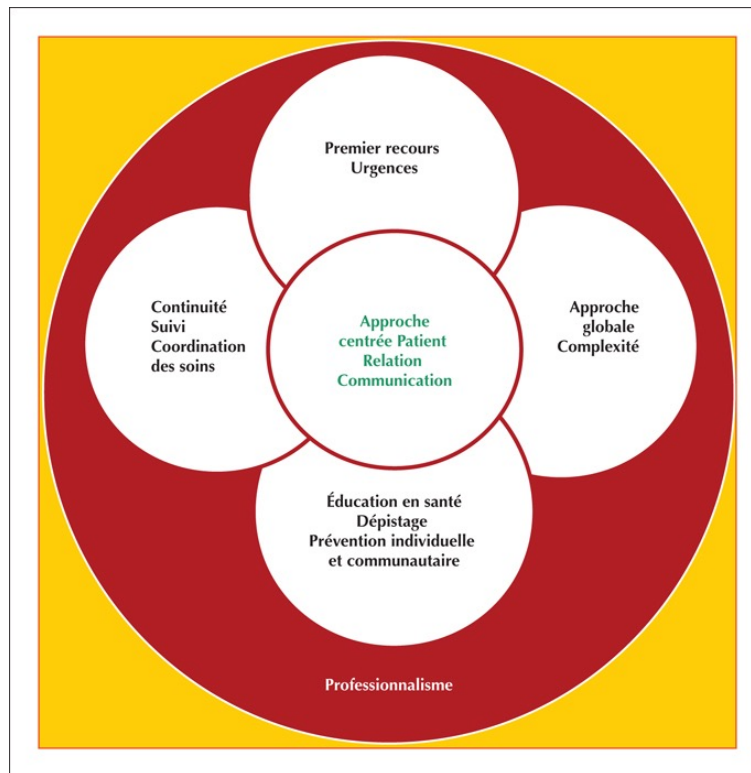 Premier recours
Urgences
Continuité
Suivi
Coordination
des soins
Approche
centrée Patient
Relation
Communication
Approche
globale
Complexité
Éducation en santé
Dépistage
Prévention individuelle
et communautaire
Professionnalisme